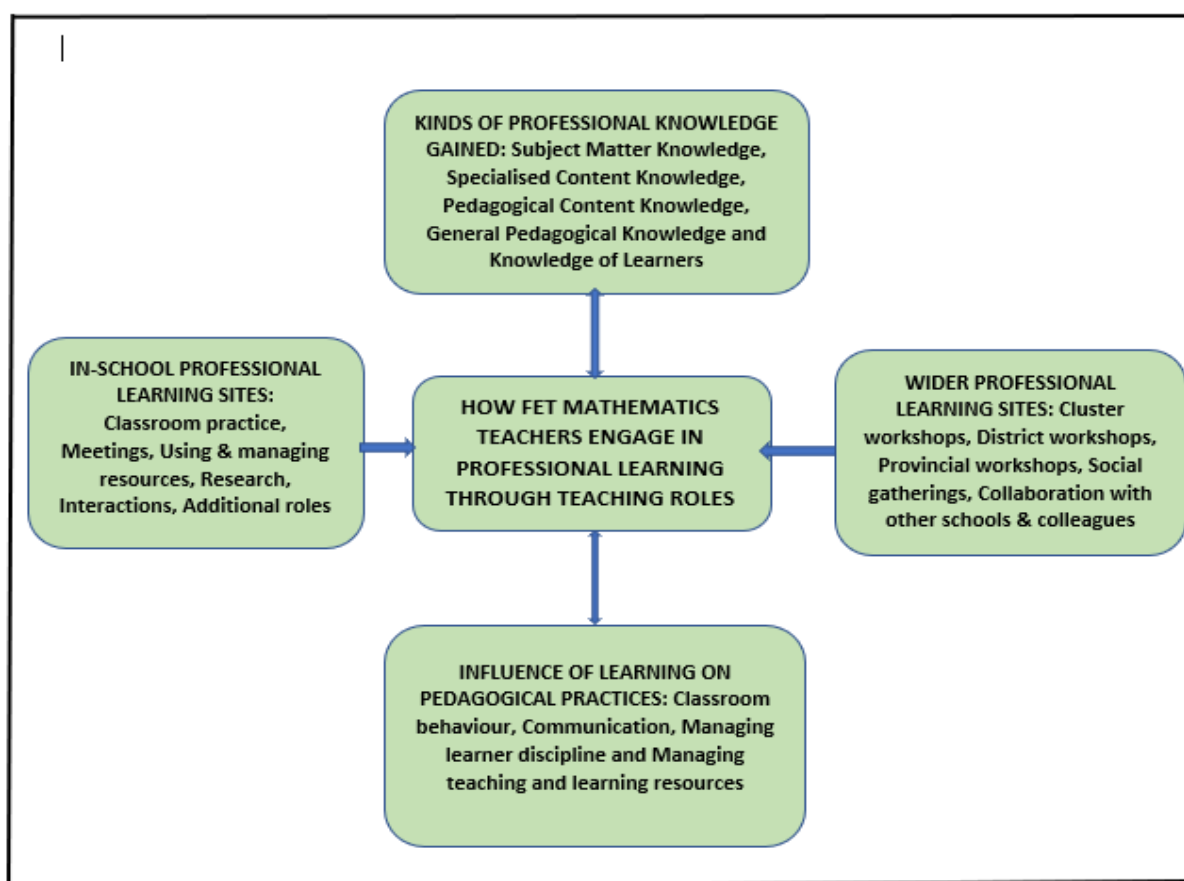 KINDS OF PROFESSIONAL KNOWLEDGE
GAINED: Subject Matter Knowledge,
Specialised Content Knowledge,
Pedagogical Content Knowledge,
General Pedagogical Knowledge and
Knowledge of Learners
IN-SCHOOL PROFESSIONAL
LEARNING SITES:
Classroom practice,
Meetings, Using & managing
resources, Research,
Interactions, Additional roles
HOW FET MATHEMATICS
TEACHERS ENGAGE IN
PROFESSIONAL LEARNING
THROUGH TEACHING ROLES
WIDER PROFESSIONAL
LEARNING SITES: Cluster
workshops, District workshops,
Provincial workshops, Social
gatherings, Collaboration with
other schools & colleagues
INFLUENCE OF LEARNING ON
PEDAGOGICAL PRACTICES: Classroom
behaviour, Communication, Managing
learner discipline and Managing
teaching and learning resources